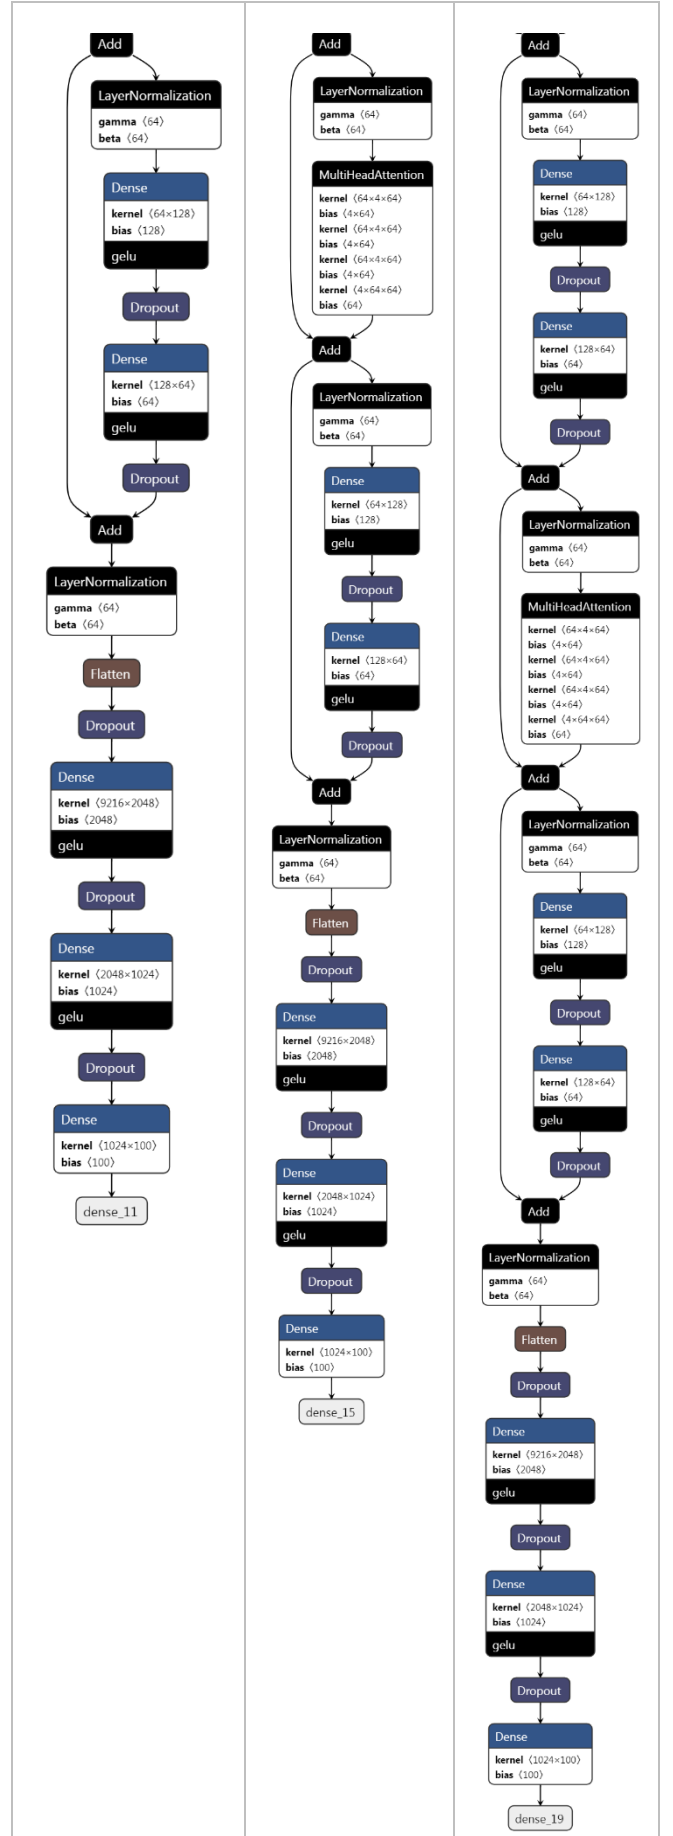 Add
LayerNormalization
gamma ⟨64⟩
beta ⟨64⟩
Dense
kernel ⟨64×128⟩
bias ⟨128⟩
gelu
Dropout
Dense
kernel ⟨128×64⟩
bias ⟨64⟩
gelu
Dropout
Add
LayerNormalization
gamma ⟨64⟩
beta ⟨64⟩
Flatten
Dropout
Dense
kernel ⟨9216×2048⟩
bias ⟨2048⟩
gelu
Dropout
Dense
kernel ⟨2048×1024⟩
bias ⟨1024⟩
gelu
Dropout
Dense
kernel ⟨1024×100⟩
bias ⟨100⟩
dense_11
Add
LayerNormalization
gamma ⟨64⟩
beta ⟨64⟩
MultiHeadAttention
kernel ⟨64×4×64⟩
bias ⟨4×64⟩
kernel ⟨64×4×64⟩
bias ⟨4×64⟩
kernel ⟨64×4×64⟩
bias ⟨4×64⟩
kernel ⟨4×64×64⟩
bias ⟨64⟩
Add
LayerNormalization
gamma ⟨64⟩
beta ⟨64⟩
Dense
kernel ⟨64×128⟩
bias ⟨128⟩
gelu
Dropout
Dense
kernel ⟨128×64⟩
bias ⟨64⟩
gelu
Dropout
Add
LayerNormalization
gamma ⟨64⟩
beta ⟨64⟩
Flatten
Dropout
Dense
kernel ⟨9216×2048⟩
bias ⟨2048⟩
gelu
Dropout
Dense
kernel ⟨2048×1024⟩
bias ⟨1024⟩
gelu
Dropout
Dense
kernel ⟨1024×100⟩
bias ⟨100⟩
dense_15
Add
LayerNormalization
gamma ⟨64⟩
beta ⟨64⟩
Dense
kernel ⟨64×128⟩
bias ⟨128⟩
gelu
Dropout
Dense
kernel ⟨128×64⟩
bias ⟨64⟩
gelu
Dropout
Add
LayerNormalization
gamma ⟨64⟩
beta ⟨64⟩
MultiHeadAttention
kernel ⟨64×4×64⟩
bias ⟨4×64⟩
kernel ⟨64×4×64⟩
bias ⟨4×64⟩
kernel ⟨64×4×64⟩
bias ⟨4×64⟩
kernel ⟨4×64×64⟩
bias ⟨64⟩
Add
LayerNormalization
gamma ⟨64⟩
beta ⟨64⟩
Dense
kernel ⟨64×128⟩
bias ⟨128⟩
gelu
Dropout
Dense
kernel ⟨128×64⟩
bias ⟨64⟩
gelu
Dropout
Add
LayerNormalization
gamma ⟨64⟩
beta ⟨64⟩
Flatten
Dropout
Dense
kernel ⟨9216×2048⟩
bias ⟨2048⟩
gelu
Dropout
Dense
kernel ⟨2048×1024⟩
bias ⟨1024⟩
gelu
Dropout
Dense
kernel ⟨1024×100⟩
bias ⟨100⟩
dense_19